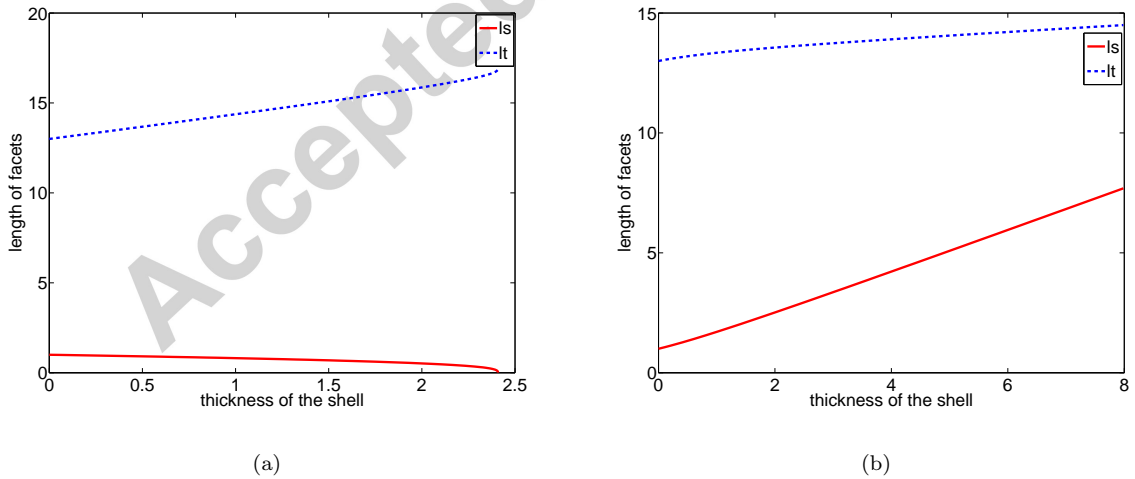 20
15
10
5
0
0 0.5 1 1.5 2 2.5
length of facets
thickness of the shell
ls
lt
Accepted
(a)
15
10
5
0
0 2 4 6 8
length of facets
thickness of the shell
ls
lt
(b)